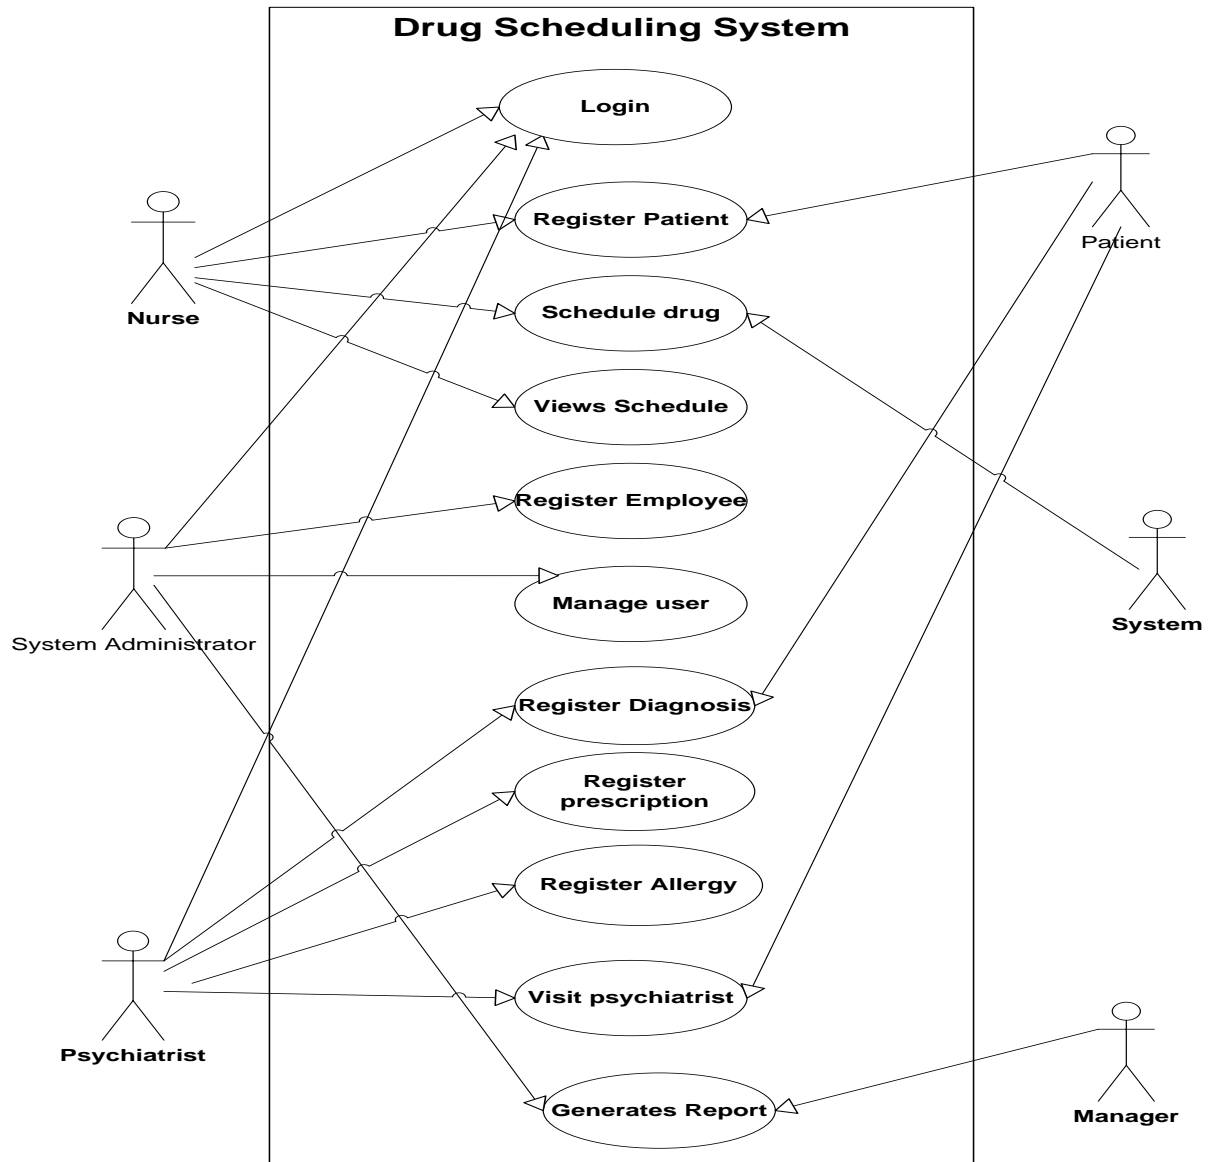 Drug Scheduling System
Login
Register Patient
Patient
Schedule drug
Nurse
Views Schedule
Register Employee
Manage user
System
System Administrator
Register Diagnosis
Register
prescription
Register Allergy
Visit psychiatrist
Psychiatrist
Generates Report
Manager